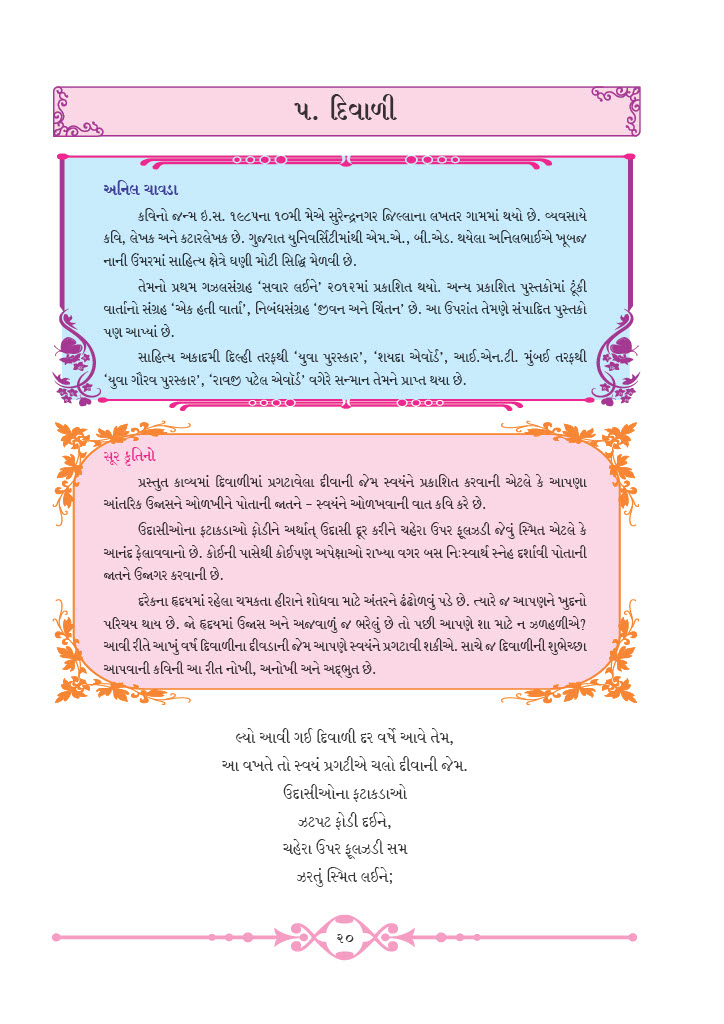 ૫. દિવાળી
અનિલ ચાવડા
કવિનો જન્મ ઇ.સ. ૧૯૮૫ના ૧૦મી મેએ સુરેન્દ્રનગર જિલ્લાના લખતર ગામમાં થયો છે. વ્યવસાયે
કવિ, લેખક અને કટારલેખક છે. ગુજરાત યુનિવર્સિટીમાંથી એમ.એ., બી.એડ. થયેલા અનિલભાઈએ ખૂબજ
નાની ઉંમરમાં સાહિત્ય ક્ષેત્રે ઘણી મોટી સિદ્ધિ મેળવી છે.
તેમનો પ્રથમ ગઝલસંગ્રહ ‘સવાર લઈને’ ૨૦૧૨માં પ્રકાશિત થયો. અન્ય પ્રકાશિત પુસ્તકોમાં ટૂંકી
વાર્તાનો સંગ્રહ ‘એક હતી વાર્તા’, નિબંધસંગ્રહ ‘જીવન અને ચિંતન’ છે. આ ઉપરાંત તેમણે સંપાદિત પુસ્તકો
પણ આપ્યાં છે.
સાહિત્ય અકાદમી દિલ્હી તરફથી ‘યુવા પુરસ્કાર’, ‘શયદા એવૉર્ડ’, આઈ.એન.ટી. મુંબઈ તરફથી
‘યુવા ગૌરવ પુરસ્કાર’, ‘રાવજી પટેલ એવૉર્ડ’ વગેરે સન્માન તેમને પ્રાપ્ત થયા છે.
સૂર કૃતિનો
પ્રસ્તુત કાવ્યમાં દિવાળીમાં પ્રગટાવેલા દીવાની જેમ સ્વયંને પ્રકાશિત કરવાની એટલે કે આપણા
આંતરિક ઉજાસને ઓળખીને પોતાની જાતને – સ્વયંને ઓળખવાની વાત કવિ કરે છે.
ઉદાસીઓના ફટાકડાઓ ફોડીને અર્થાત્ ઉદાસી દૂર કરીને ચહેરા ઉપર ફૂલઝડી જેવું સ્મિત એટલે કે
આનંદ ફેલાવવાનો છે. કોઈની પાસેથી કોઈપણ અપેક્ષાઓ રાખ્યા વગર બસ નિઃસ્વાર્થ સ્નેહ દર્શાવી પોતાની
જાતને ઉજાગર કરવાની છે.
દરેકના હૃદયમાં રહેલા ચમકતા હીરાને શોધવા માટે અંતરને ઢંઢોળવું પડે છે. ત્યારે જ આપણને ખુદનો
પરિચય થાય છે. જો હૃદયમાં ઉજાસ અને અજવાળું જ ભરેલું છે તો પછી આપણે શા માટે ન ઝળહળીએ?
આવી રીતે આખું વર્ષ દિવાળીના દીવડાની જેમ આપણે સ્વયંને પ્રગટાવી શકીએ. સાચે જ દિવાળીની શુભેચ્છા
આપવાની કવિની આ રીત નોખી, અનોખી અને અદ્ભુત છે.
લ્યો આવી ગઈ દિવાળી દર વર્ષે આવે તેમ,
આ વખતે તો સ્વયં પ્રગટીએ ચલો દીવાની જેમ.
ઉદાસીઓના ફટાકડાઓ
ઝટપટ ફોડી દઈને,
ચહેરા ઉપર ફૂલઝડી સમ
ઝરતું સ્મિત લઈને;
૨૦